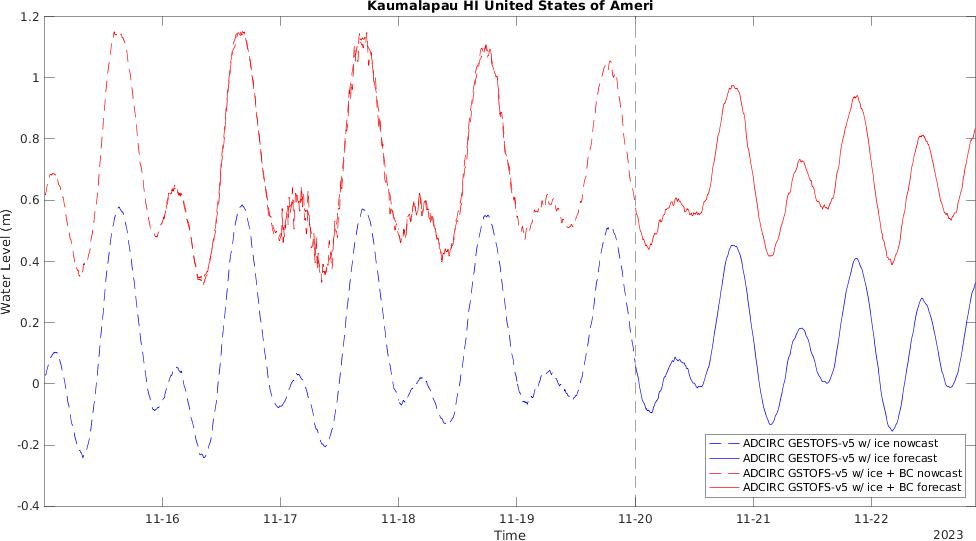 Kaumalapau HI United States of Ameri
Water Level (m)
1.2
1
0.8
0.6
0.4
0.2
0
-0.2
-0.4
ADCIRC GESTOFS-v5 w/ ice nowcast
ADCIRC GESTOFS-v5 w/ ice forecast
ADCIRC GSTOFS-v5 w/ ice + BC nowcast
ADCIRC GSTOFS-v5 w/ ice + BC forecast
11-16 11-17 11-18 11-19 11-20 11-21 11-22
Time
2023